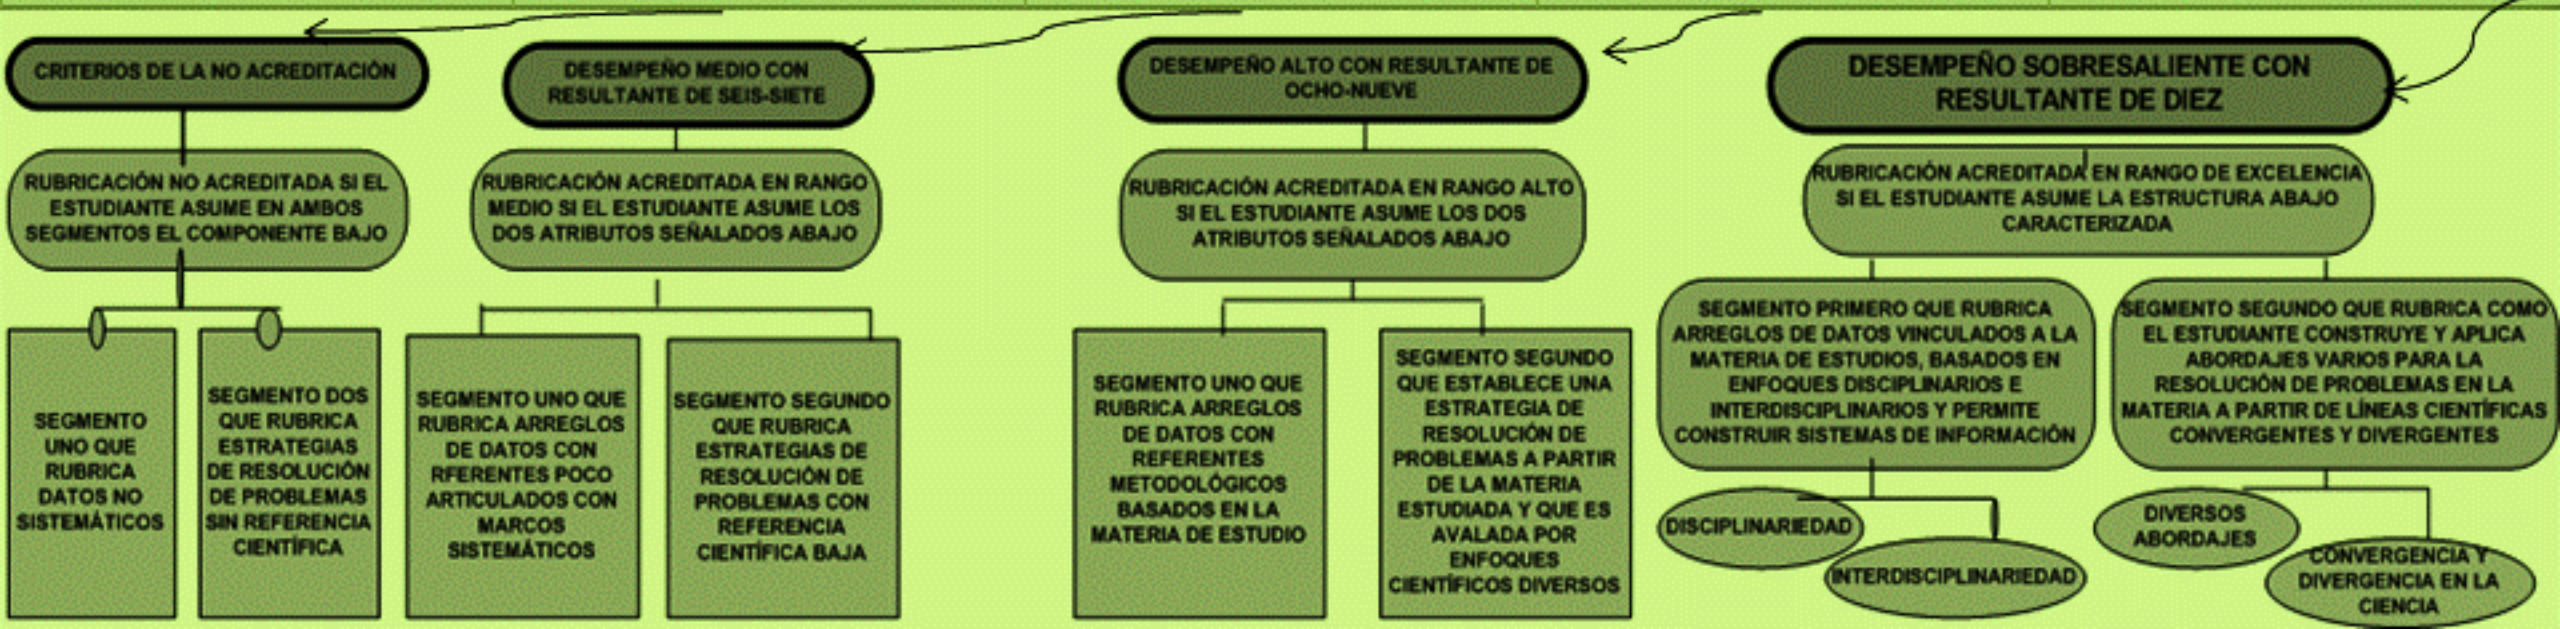 CRITERIOS DE LA NO ACREDITACIÓN
RUBRICACIÓN NO ACREDITADA SI EL
ESTUDIANTE ASUME EN AMBOS
SEGMENTOS EL COMPONENTE BAJO
SEGMENTO
UNO QUE
RUBRICA
DATOS NO
SISTEMÁTICOS
SEGMENTO DOS
QUE RUBRICA
ESTRATEGIAS
DE RESOLUCIÓN
DE PROBLEMAS
SIN REFERENCIA
CIENTÍFICA
DESEMPEÑO MEDIO CON
RESULTANTE DE SEIS-SIETE
RUBRICACIÓN ACREDITADA EN RANGO
MEDIO SI EL ESTUDIANTE ASUME LOS
DOS ATRIBUTOS SEÑALADOS ABAJO
SEGMENTO UNO QUE
RUBRICA ARREGLOS
DE DATOS CON
RFERENTES POCO
ARTICULADOS CON
MARCOS
SISTEMÁTICOS
SEGMENTO SEGUNDO
QUE RUBRICA
ESTRATEGIAS DE
RESOLUCIÓN DE
PROBLEMAS CON
REFERENCIA
CIENTÍFICA BAJA
DESEMPEÑO ALTO CON RESULTANTE DE
OCHO-NUEVE
RUBRICACIÓN ACREDITADA EN RANGO ALTO
SI EL ESTUDIANTE ASUME LOS DOS
ATRIBUTOS SEÑALADOS ABAJO
SEGMENTO UNO QUE
RUBRICA ARREGLOS
DE DATOS CON
REFERENTES
METODOLÓGICOS
BASADOS EN LA
MATERIA DE ESTUDIO
SEGMENTO SEGUNDO
QUE ESTABLECE UNA
ESTRATEGIA DE
RESOLUCIÓN DE
PROBLEMAS A PARTIR
DE LA MATERIA
ESTUDIADA Y QUE ES
AVALADA POR
ENFOQUES
CIENTÍFICOS DIVERSOS
DESEMPEÑO SOBRESALIENTE CON
RESULTANTE DE DIEZ
RUBRICACIÓN ACREDITADA EN RANGO DE EXCELENCIA
SI EL ESTUDIANTE ASUME LA ESTRUCTURA ABAJO
CARACTERIZADA
SEGMENTO PRIMERO QUE RUBRICA
ARREGLOS DE DATOS VINCULADOS A LA
MATERIA DE ESTUDIOS, BASADOS EN
ENFOQUES DISCIPLINARIOS E
INTERDISCIPLINARIOS Y PERMITE
CONSTRUIR SISTEMAS DE INFORMACIÓN
DISCIPLINARIEDAD
INTERDISCIPLINARIEDAD
SEGMENTO SEGUNDO QUE RUBRICA COMO
EL ESTUDIANTE CONSTRUYE Y APLICA
ABORDAJES VARIOS PARA LA
RESOLUCIÓN DE PROBLEMAS EN LA
MATERIA A PARTIR DE LÍNEAS CIENTÍFICAS
CONVERGENTES Y DIVERGENTES
DIVERSOS
ABORDAJES
CONVERGENCIA Y
DIVERGENCIA EN LA
CIENCIA